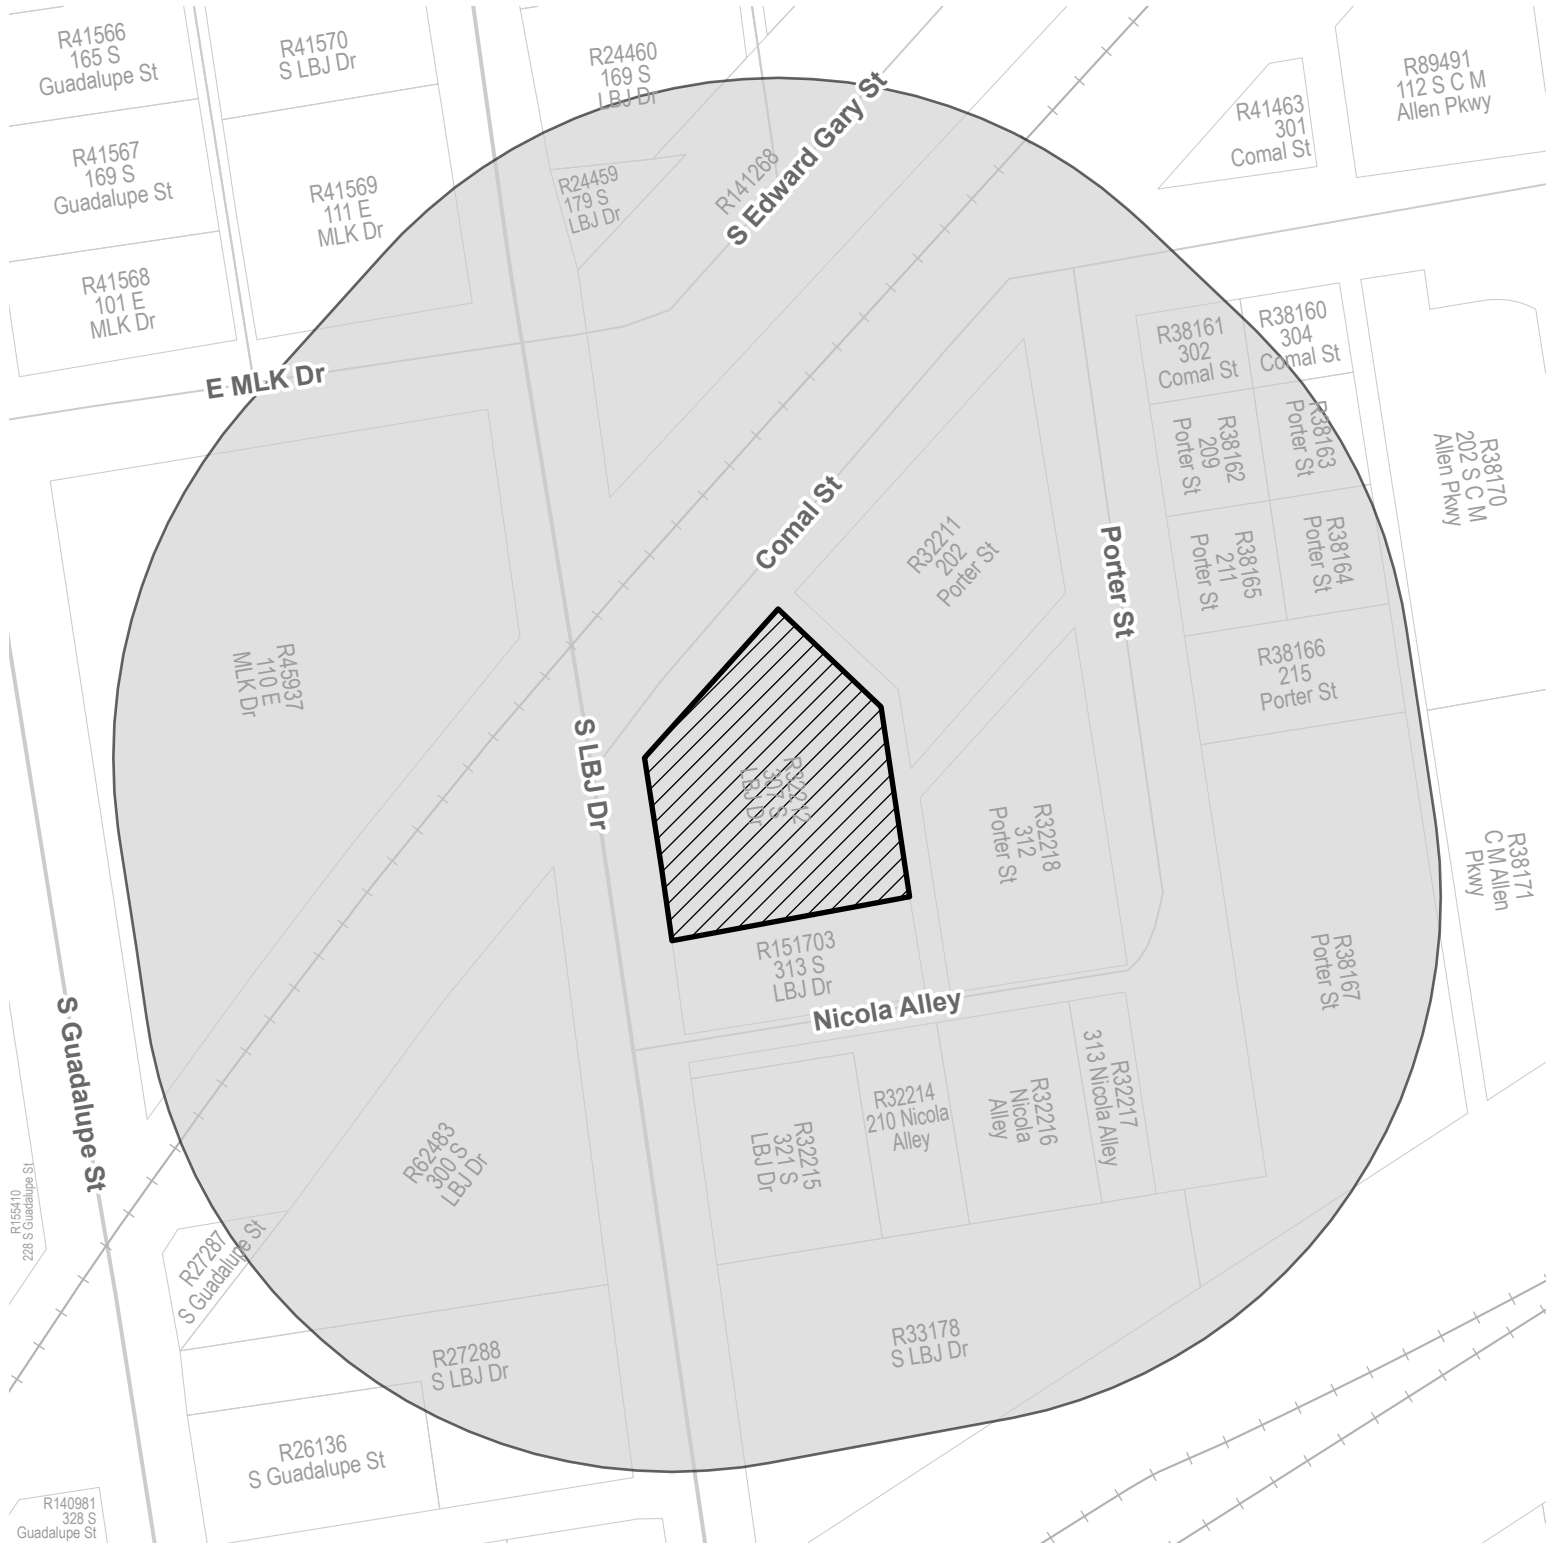 R41566
165 S
Guadalupe St
R41570
S LBJ Dr
R24460
169 S
LBJ Dr
R89491
112 S C M
Allen Pkwy
R41463
301
Comal St
R41567
169 S
Guadalupe St
R41569
111 E
MLK Dr
R24459
179 S
LBJ Dr
R141268
S Edward Gary St
R41568
101 E
MLK Dr
E MLK Dr
R38161
302
Comal St
R38160
304
Comal St
R38162
209
Porter St
R38163
Porter St
R38170
202 S C M
Allen Pkwy
Comal St
R32211
202
Porter St
Porter St
R38165
211
Porter St
R38164
Porter St
R38166
215
Porter St
R45937
110 E
MLK Dr
S LBJ Dr
R32212
307 S
LBJ Dr
R32218
312
Porter St
R38171
C M Allen
Pkwy
R151703
313 S
LBJ Dr
R38167
Porter St
Nicola Alley
S Guadalupe St
R32215
321 S
LBJ Dr
R32214
210 Nicola
Alley
R32216
Nicola
Alley
R32217
313 Nicola Alley
R62483
300 S
LBJ Dr
R155410
228 S Guadalupe St
R27287
S Guadalupe St
R27288
S LBJ Dr
R33178
S LBJ Dr
R26136
S Guadalupe St
R140981
328 S
Guadalupe St